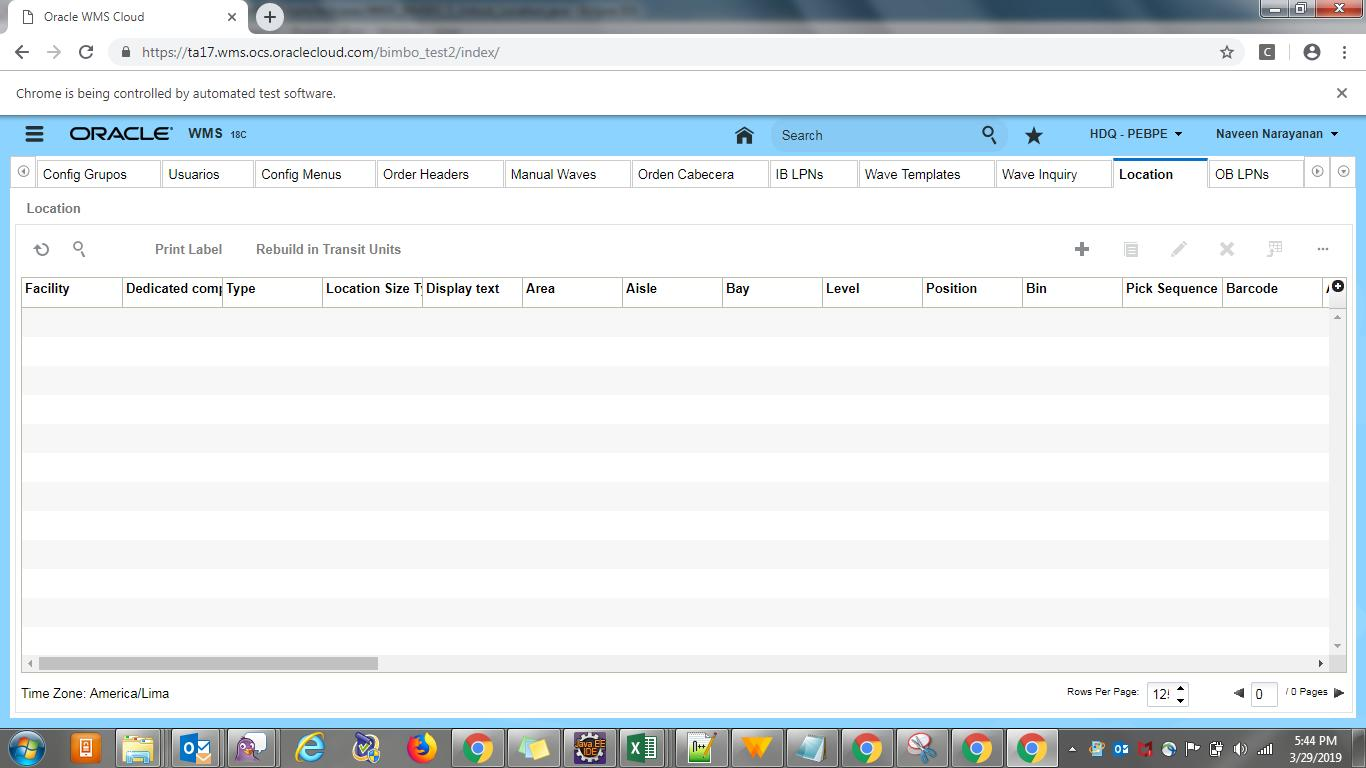 Oracle WMS Cloud
https://ta17.wms.ocs.oraclecloud.com/bimbo_test2/index/
C
Chrome is being controlled by automated test software.
ORACLE WMS 18C Search HDQ - PEBPE Naveen Narayanan
Config Grupos Usuarios Config Menus Order Headers Manual Waves Orden Cabecera IB LPNs Wave Templates Wave Inquiry Location OB LPNs
Location
Print Label Rebuild in Transit Units
Facility Dedicated comp Type Location Size Ty Display text Area Aisle Bay Level Position Bin Pick Sequence Barcode
Time Zone: America/Lima Rows Per Page: 125 0 / 0 Pages
5:44 PM
3/29/2019